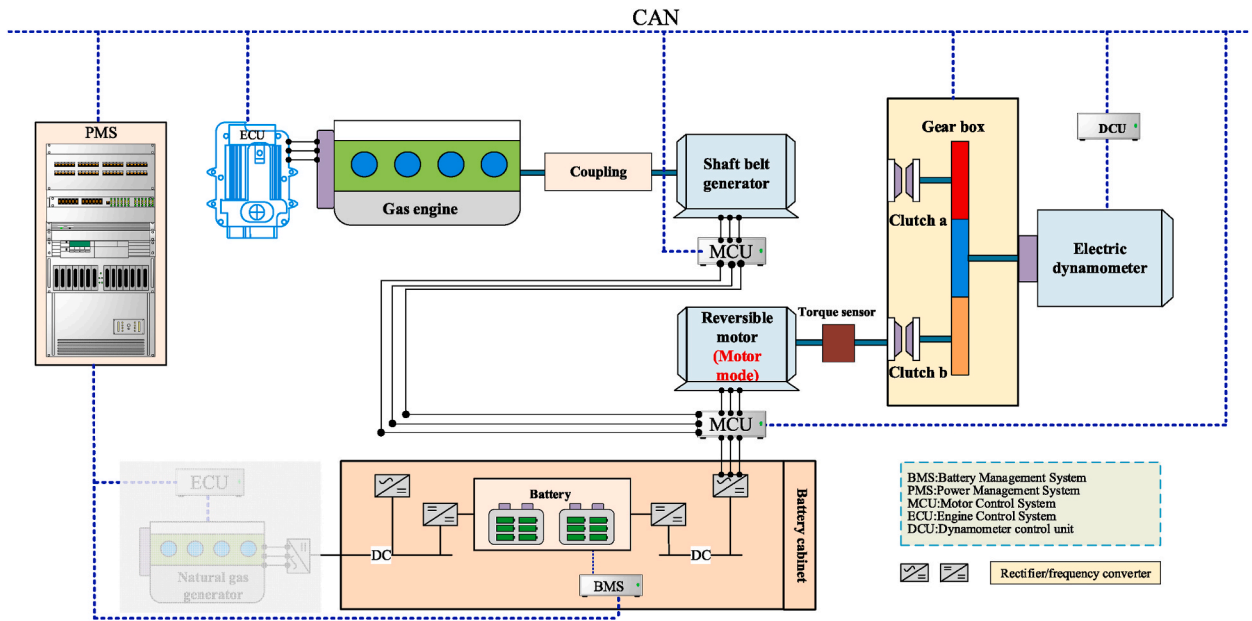 CAN
PMS
ECU
Gas engine
Coupling
Shaft belt
generator
MCU
Gear box
Clutch a
Clutch b
DCU
Electric
dynamometer
Reversible
motor
(Motor
mode)
Torque sensor
MCU
ECU
Natural gas
generator
DC
Battery
DC
BMS
Battery cabinet
BMS:Battery Management System
PMS:Power Management System
MCU:Motor Control System
ECU:Engine Control System
DCU:Dynamometer control unit
Rectifier/frequency converter